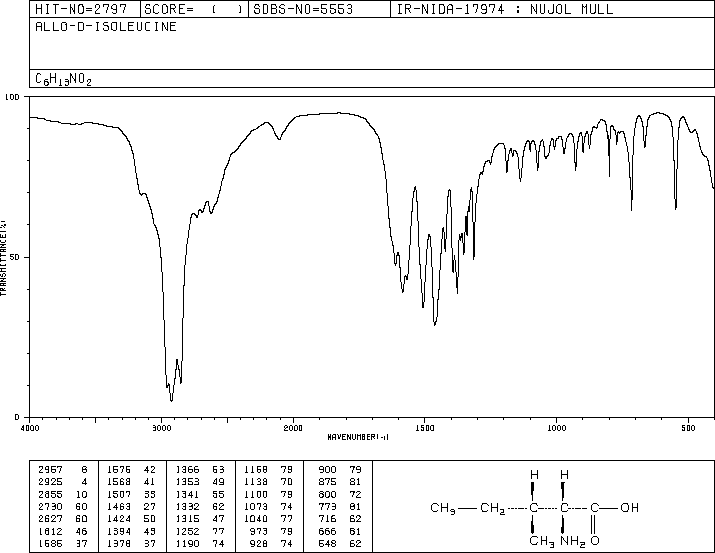 HIT-NO=2797 SCORE= ( ) SDBS-NO=5553 IR-NIDA-17974 : NUJOL MULL
ALLO-D-ISOLEUCINE
C6H13NO2
100
50
0
TRANSMITTANCE(%)
4000 3000 2000 1500 1000 500
WAVENUMBER(-1)
2957 8 1576 42 1366 53 1158 79 900 79
2925 4 1568 41 1353 49 1138 70 875 81
2855 10 1507 33 1341 55 1100 79 800 72
2730 60 1463 27 1332 62 1073 74 773 81
2627 60 1424 50 1315 47 1040 77 716 62
1612 46 1394 43 1252 77 973 79 666 81
1585 37 1378 37 1190 74 928 74 548 62
H H
CH3 CH2 C C C OH
CH3 NH2 O